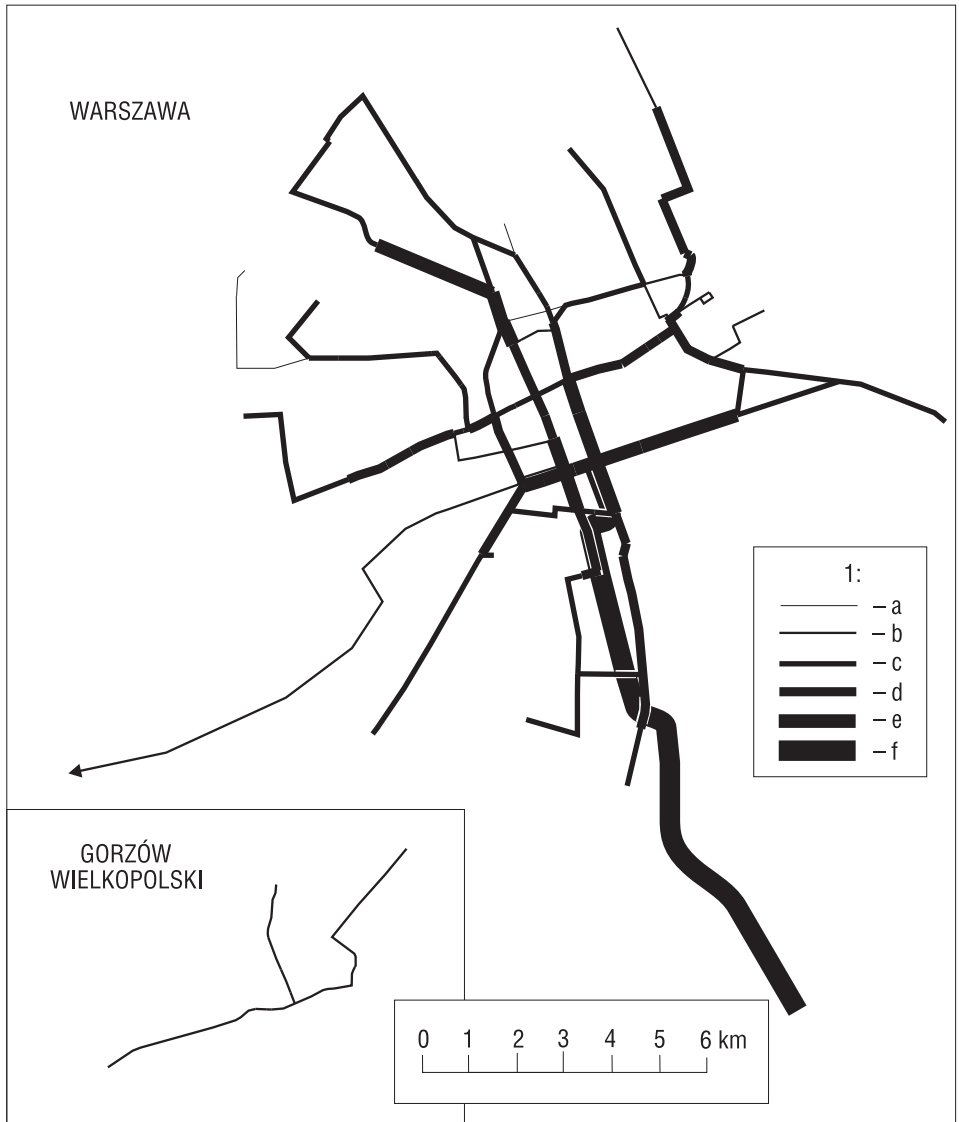 WARSZAWA
1:
– a
– b
– c
– d
– e
– f
GORZÓW
WIELKOPOLSKI
0 1 2 3 4 5 6 km